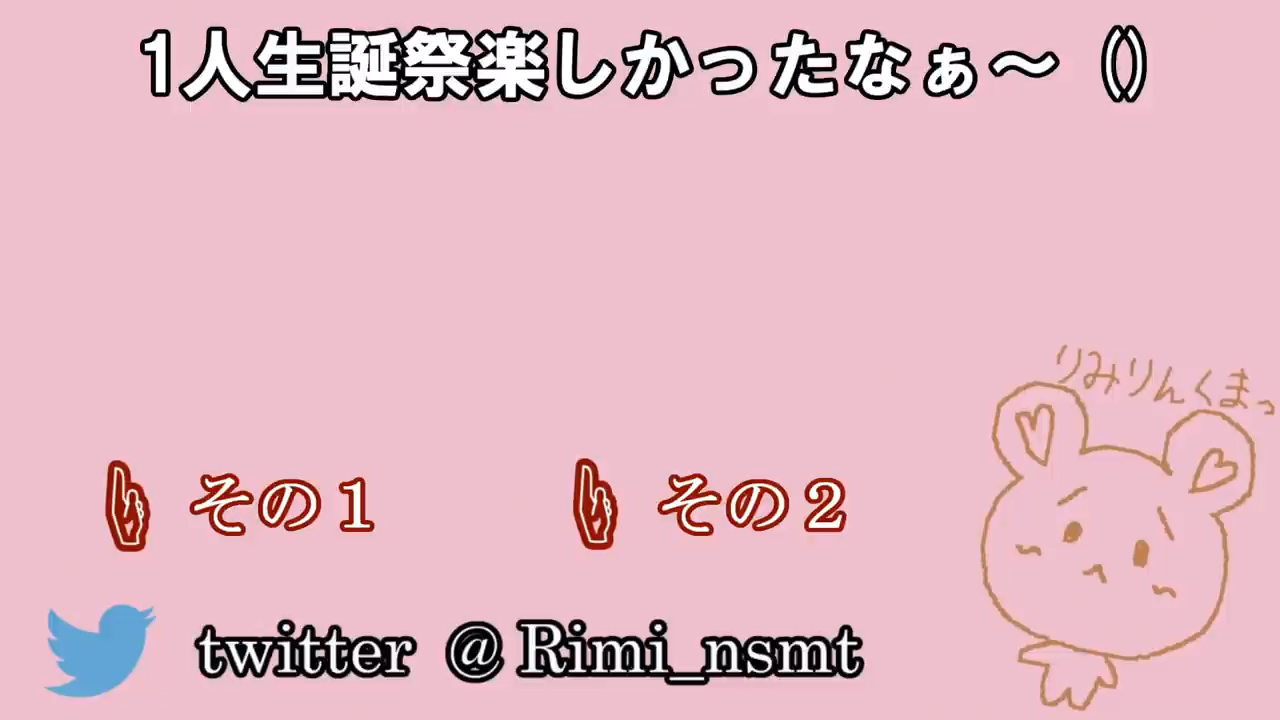 1人生誕祭楽しかったなぁ～ ()
りみりんくまっ
その１ その２
twitter @Rimi_nsmt